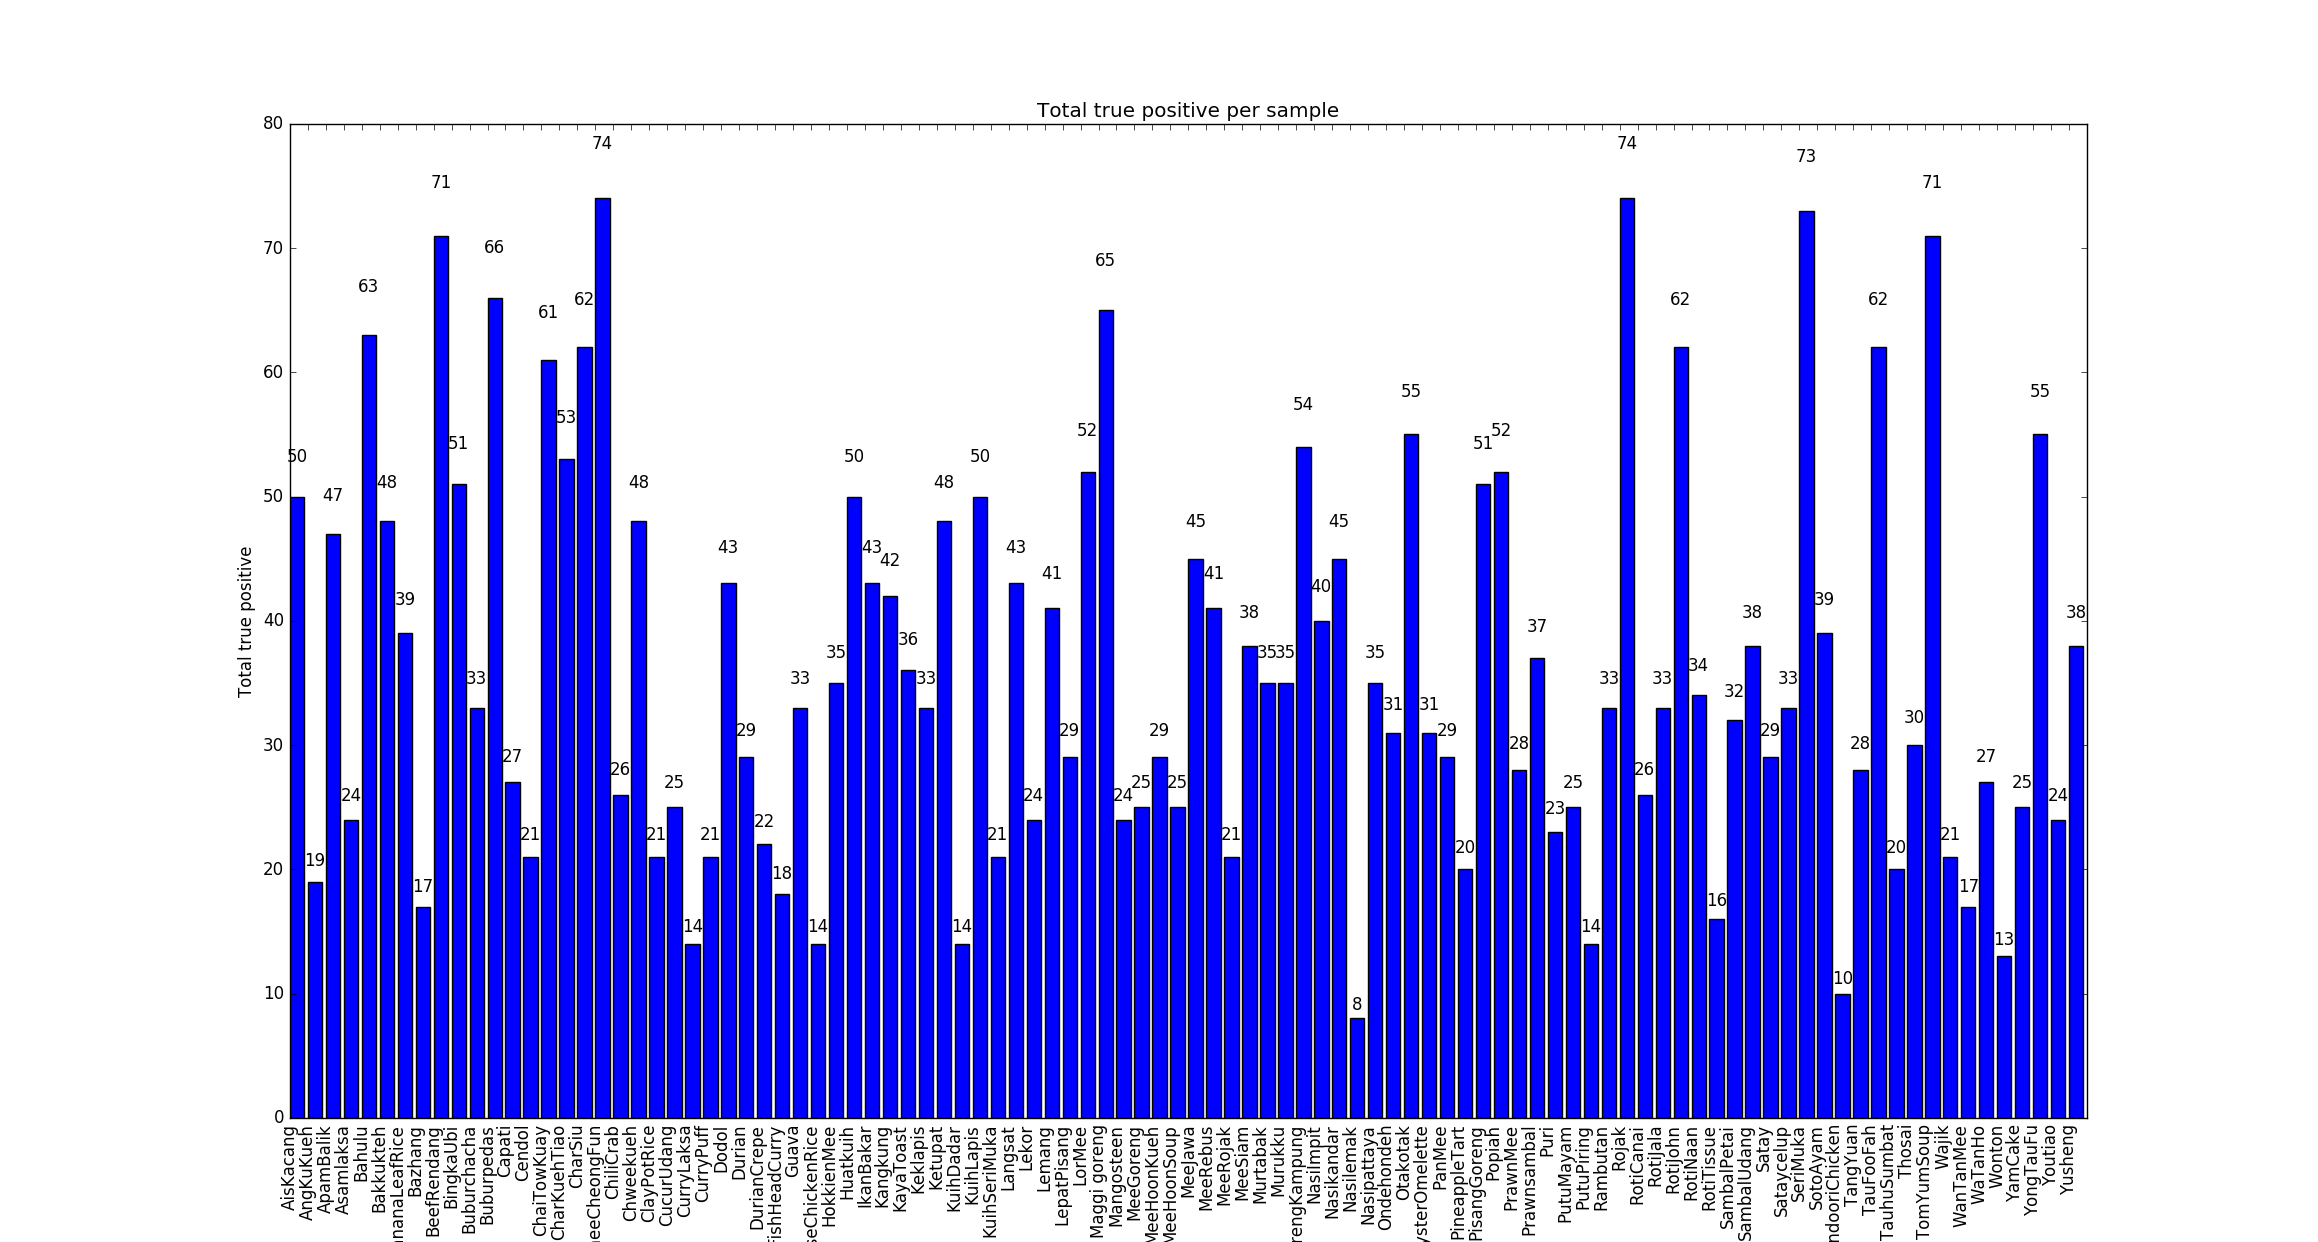 Total true positive per sample
Total true positive
80
70
60
50
40
30
20
10
0
50
19
47
24
63
48
39
17
71
51
33
66
27
21
61
53
62
74
26
48
21
25
14
21
43
29
22
18
33
14
35
50
43
42
36
33
48
14
50
21
43
24
41
29
52
65
24
25
29
25
45
41
21
38
35
35
54
40
45
8
35
31
55
31
29
20
51
52
28
37
23
25
14
33
74
26
33
62
34
16
32
38
29
33
73
39
10
28
62
20
30
71
21
17
27
13
25
55
24
38
AisKacang
AngKuKueh
ApamBalik
Asamlaksa
Bahulu
Bakkukteh
nanaLeafRice
Bazhang
BeefRendang
BingkaUbi
Buburchacha
Buburpedas
Capati
Cendol
ChaiTowKuay
CharKuehTiao
CharSiu
eeCheongFun
ChiliCrab
Chweekueh
ClayPotRice
CucurUdang
CurryLaksa
CurryPuff
Dodol
Durian
DurianCrepe
FishHeadCurry
Guava
seChickenRice
HokkienMee
Huatkuih
IkanBakar
Kangkung
KayaToast
Keklapis
Ketupat
KuihDadar
KuihLapis
KuihSeriMuka
Langsat
Lekor
Lemang
LepatPisang
LorMee
Maggi goreng
Mangosteen
MeeGoreng
MeeHoonKueh
MeeHoonSoup
MeeJawa
MeeRebus
MeeRojak
MeeSiam
Murtabak
Murukku
rengKampung
NasiImpit
Nasikandar
Nasilemak
Nasipattaya
Ondehondeh
Otakotak
ysterOmelette
PanMee
PineappleTart
PisangGoreng
Popiah
PrawnMee
Prawnsambal
Puri
PutuMayam
PutuPiring
Rambutan
Rojak
RotiCanai
RotiJala
RotiJohn
RotiNaan
RotiTissue
SambalPetai
SambalUdang
Satay
Sataycelup
SeriMuka
SotoAyam
ndooriChicken
TangYuan
TauFooFah
TauhuSumbat
Thosai
TomYumSoup
Wajik
WanTanMee
WaTanHo
Wonton
YamCake
YongTauFu
Youtiao
Yusheng